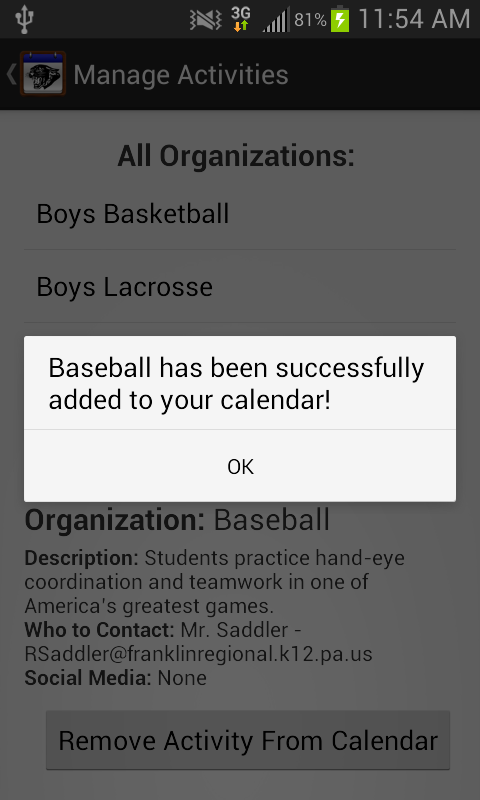 3G 81% 11:54 AM
Manage Activities
All Organizations:
Boys Basketball
Boys Lacrosse
Baseball has been successfully
added to your calendar!
OK
Organization: Baseball
Description: Students practice hand-eye
coordination and teamwork in one of
America's greatest games.
Who to Contact: Mr. Saddler -
RSaddler@franklinregional.k12.pa.us
Social Media: None
Remove Activity From Calendar